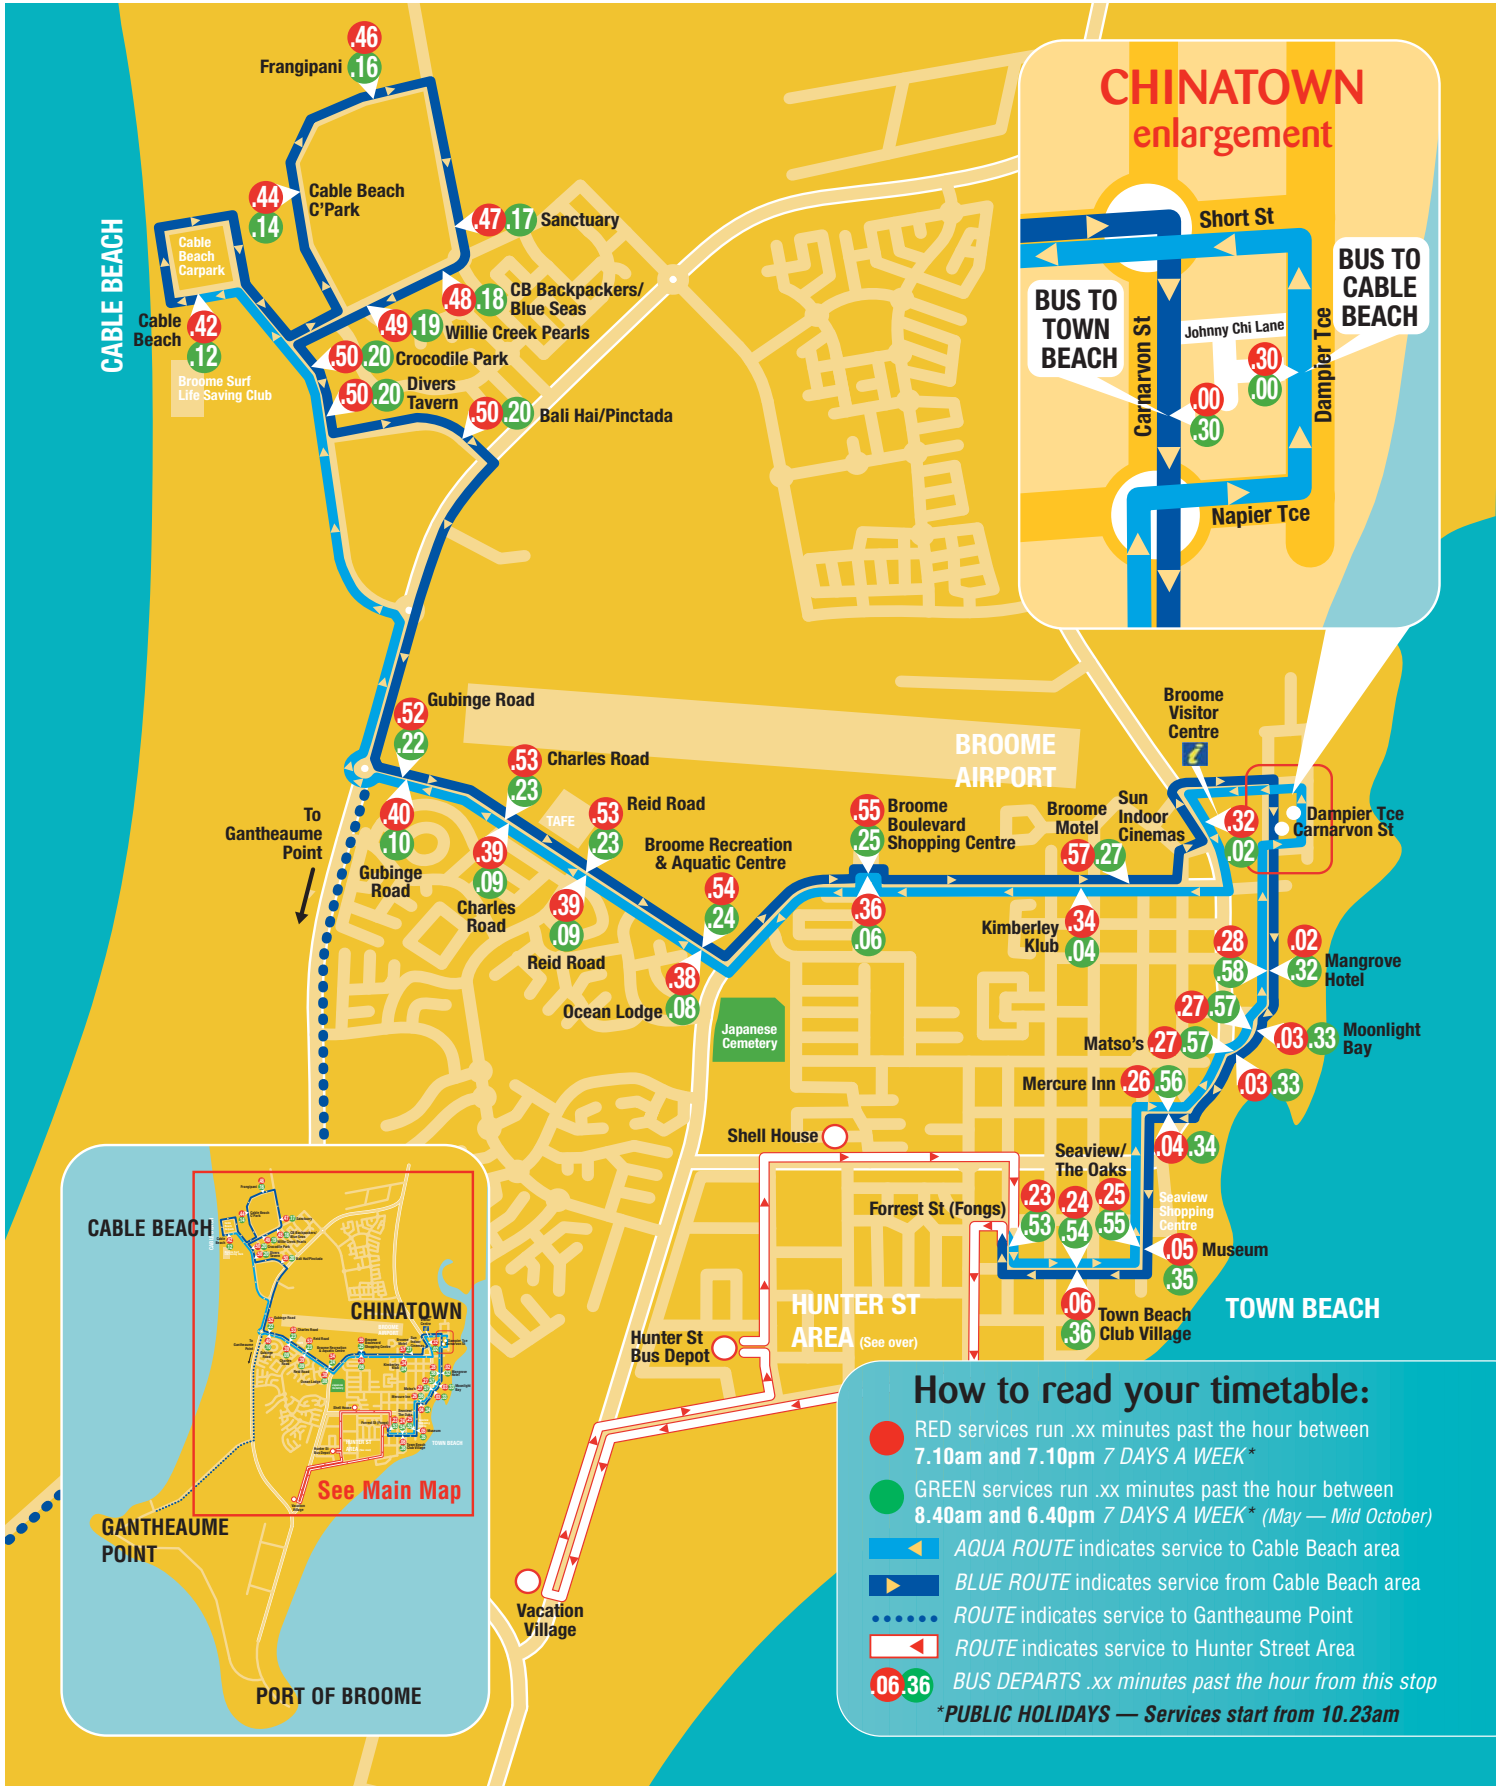 .46
Frangipani .16
.44
.14
Cable Beach
C'Park
.47 .17 Sanctuary
CABLE BEACH
Cable
Beach
Carpark
.48 .18 CB Backpackers/
Blue Seas
Cable
Beach
.42
.12
.49 .19 Willie Creek Pearls
.50 .20 Crocodile Park
Broome Surf
Life Saving Club
.50 .20 Divers
Tavern
.50 .20 Bali Hai/Pinctada
CHINATOWN
enlargement
Short St
BUS TO
TOWN
BEACH
BUS TO
CABLE
BEACH
Carnarvon St
Johnny Chi Lane
Dampier Tce
.30
.00
.00
.30
Napier Tce
.52
.22
Gubinge Road
.40
.10
Gubinge
Road
To
Gantheaume
Point
.53
.23
Charles Road
.39
.09
Charles
Road
TAFE
.53
.23
Reid Road
.39
.09
Reid Road
Broome Recreation
& Aquatic Centre
.54
.24
.38
Ocean Lodge .08
BROOME
AIRPORT
.55
.25
Broome
Boulevard
Shopping Centre
.36
.06
Broome
Motel
Sun
Indoor
Cinemas
.57 .27
Kimberley
Klub
.34
.04
Broome
Visitor
Centre
i
.32
.02
Dampier Tce
Carnarvon St
.28
.58
.02
.32
Mangrove
Hotel
.27 .57
Matso's .27 .57
.03 .33
Moonlight
Bay
.03 .33
Mercure Inn .26 .56
.04 .34
Japanese
Cemetery
Shell House
Seaview/
The Oaks
Forrest St (Fongs)
.23
.53
.24
.54
.25
.55
Seaview
Shopping
Centre
.05
.35
Museum
.06
.36
Town Beach
Club Village
TOWN BEACH
HUNTER ST
AREA (See over)
Hunter St
Bus Depot
Vacation
Village
CABLE BEACH
CHINATOWN
TOWN BEACH
See Main Map
GANTHEAUME
POINT
PORT OF BROOME
How to read your timetable:
RED services run .xx minutes past the hour between
7.10am and 7.10pm 7 DAYS A WEEK*
GREEN services run .xx minutes past the hour between
8.40am and 6.40pm 7 DAYS A WEEK* (May — Mid October)
AQUA ROUTE indicates service to Cable Beach area
BLUE ROUTE indicates service from Cable Beach area
ROUTE indicates service to Gantheaume Point
ROUTE indicates service to Hunter Street Area
.06 .36 BUS DEPARTS .xx minutes past the hour from this stop
*PUBLIC HOLIDAYS — Services start from 10.23am